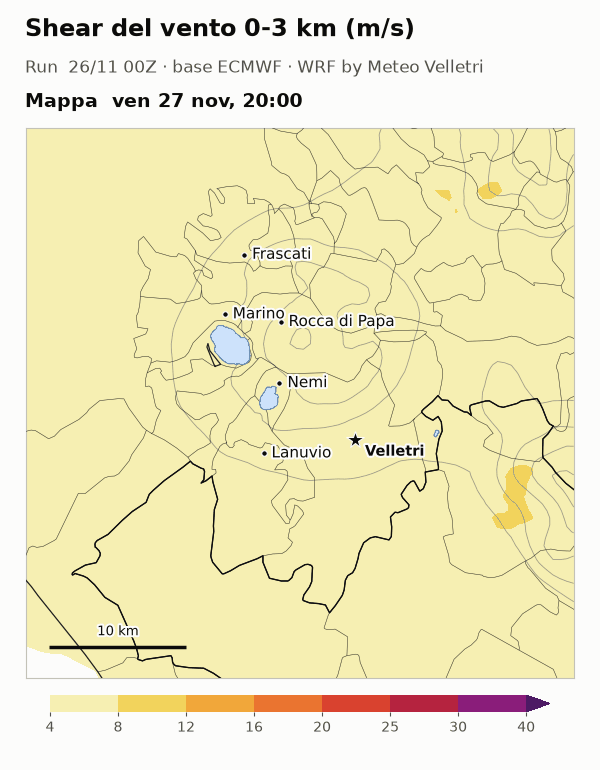 Shear del vento 0-3 km (m/s)
Run  26/11 00Z · base ECMWF · WRF by Meteo Velletri
Mappa  ven 27 nov, 20:00
Frascati
Marino
Rocca di Papa
Nemi
Velletri
Lanuvio
10 km
4 8 12 16 20 25 30 40